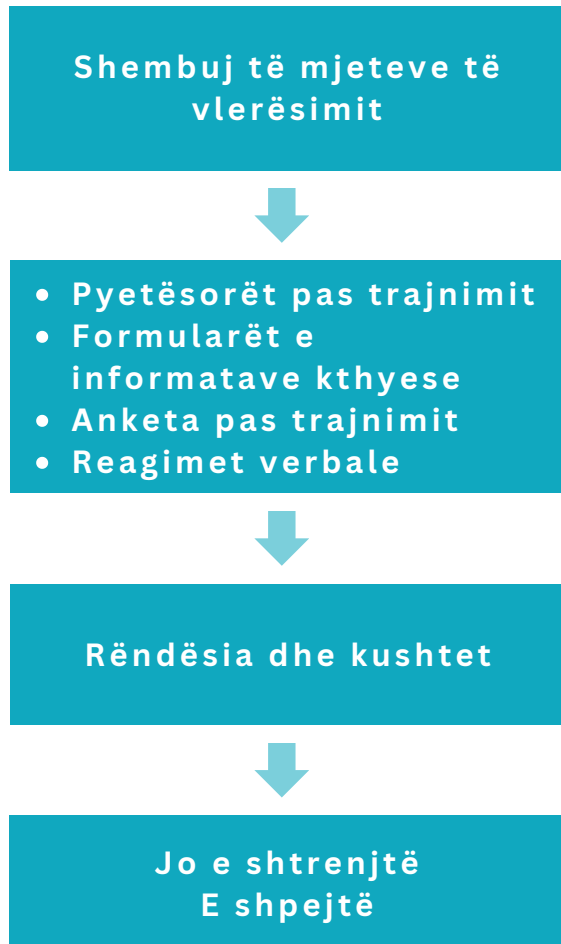 Shembuj të mjeteve të
vlerësimit
• Pyetësorët pas trajnimit
• Formularët e
informatave kthyese
• Anketa pas trajnimit
• Reagimet verbale
Rëndësia dhe kushtet
Jo e shtrenjtë
E shpejtë